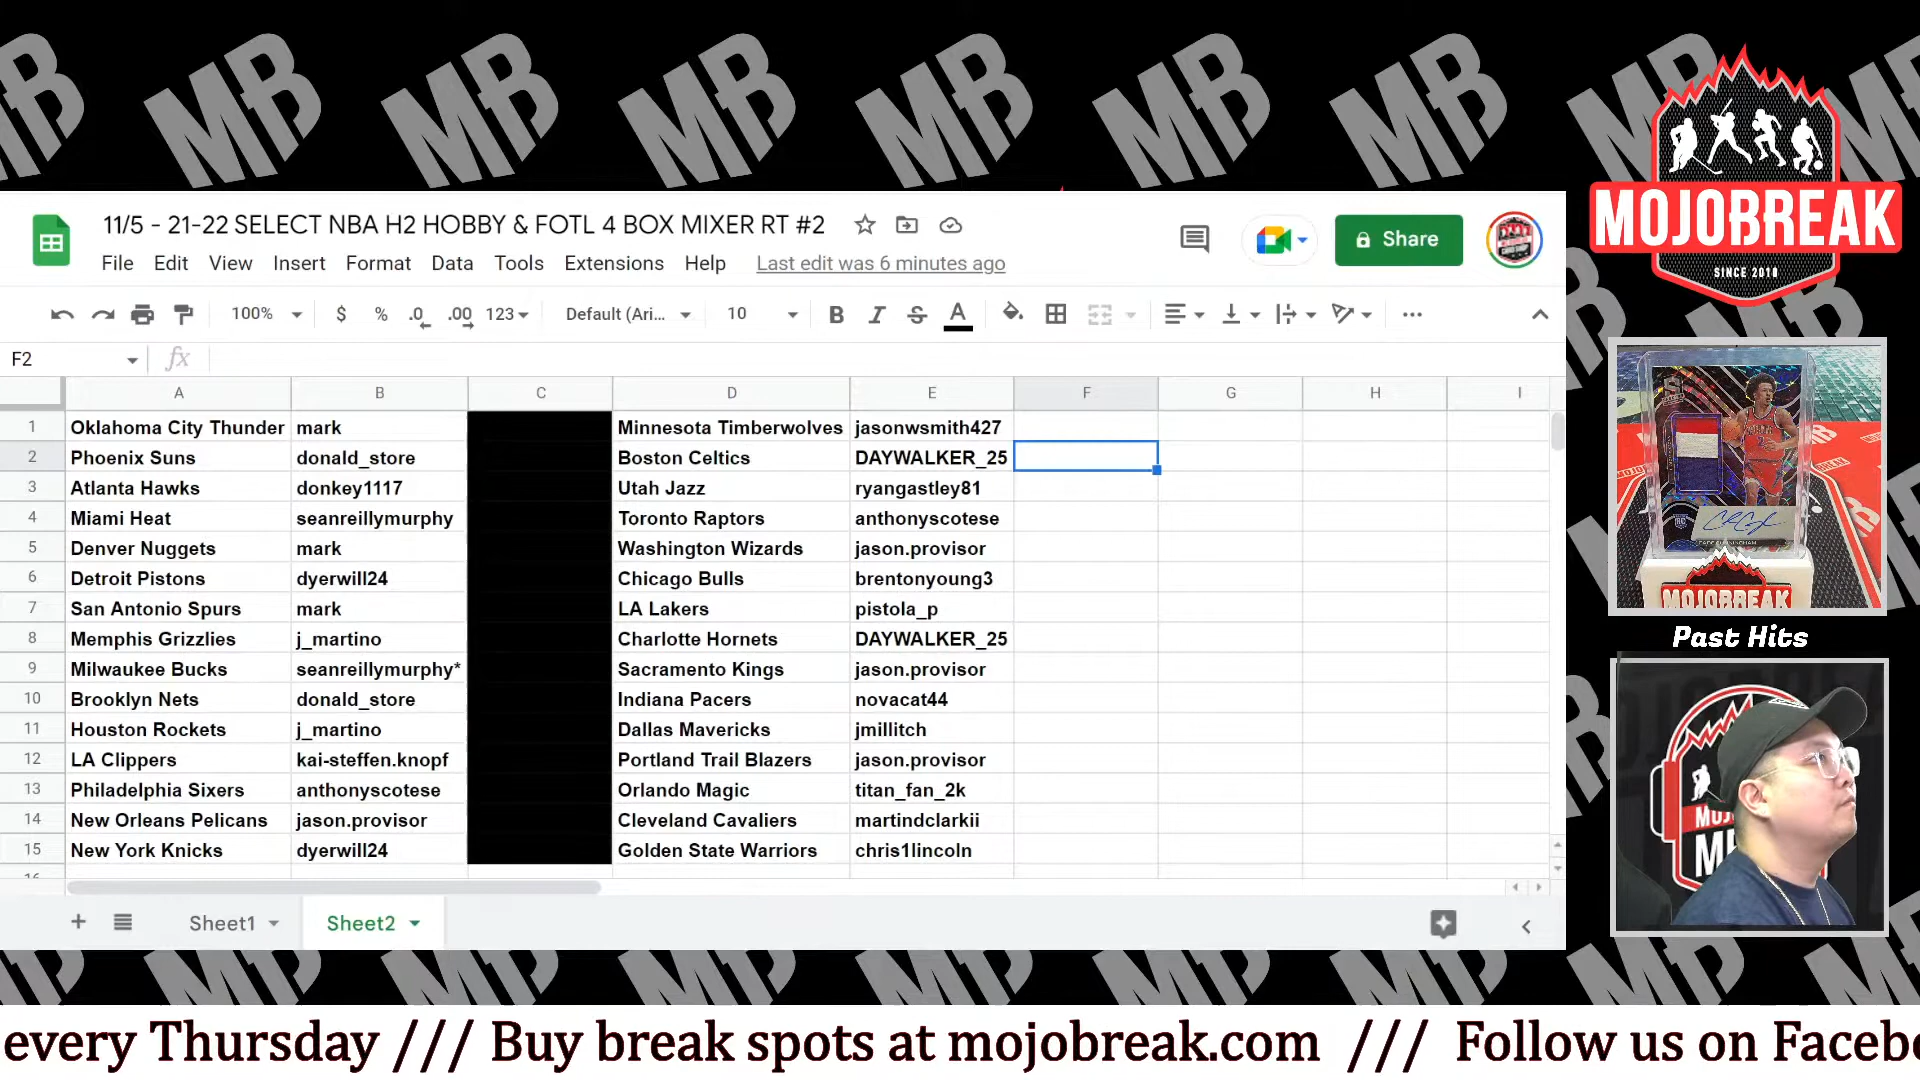 11/5 - 21-22 SELECT NBA H2 HOBBY & FOTL 4 BOX MIXER RT #2
File Edit View Insert Format Data Tools Extensions Help Last edit was 6 minutes ago
Share
100% $ % .0 .00 123 Default (Ari... 10 B I S A
F2 fx
A B C D E F G H I
1 Oklahoma City Thunder mark Minnesota Timberwolves jasonwsmith427
2 Phoenix Suns donald_store Boston Celtics DAYWALKER_25
3 Atlanta Hawks donkey1117 Utah Jazz ryangastley81
4 Miami Heat seanreillymurphy Toronto Raptors anthonyscotese
5 Denver Nuggets mark Washington Wizards jason.provisor
6 Detroit Pistons dyerwill24 Chicago Bulls brentonyoung3
7 San Antonio Spurs mark LA Lakers pistola_p
8 Memphis Grizzlies j_martino Charlotte Hornets DAYWALKER_25
9 Milwaukee Bucks seanreillymurphy* Sacramento Kings jason.provisor
10 Brooklyn Nets donald_store Indiana Pacers novacat44
11 Houston Rockets j_martino Dallas Mavericks jmillitch
12 LA Clippers kai-steffen.knopf Portland Trail Blazers jason.provisor
13 Philadelphia Sixers anthonyscotese Orlando Magic titan_fan_2k
14 New Orleans Pelicans jason.provisor Cleveland Cavaliers martindclarkii
15 New York Knicks dyerwill24 Golden State Warriors chris1lincoln
Sheet1 Sheet2
MOJOBREAK
SINCE 2010
MOJOBREAK
Past Hits
every Thursday /// Buy break spots at mojobreak.com /// Follow us on Facebo